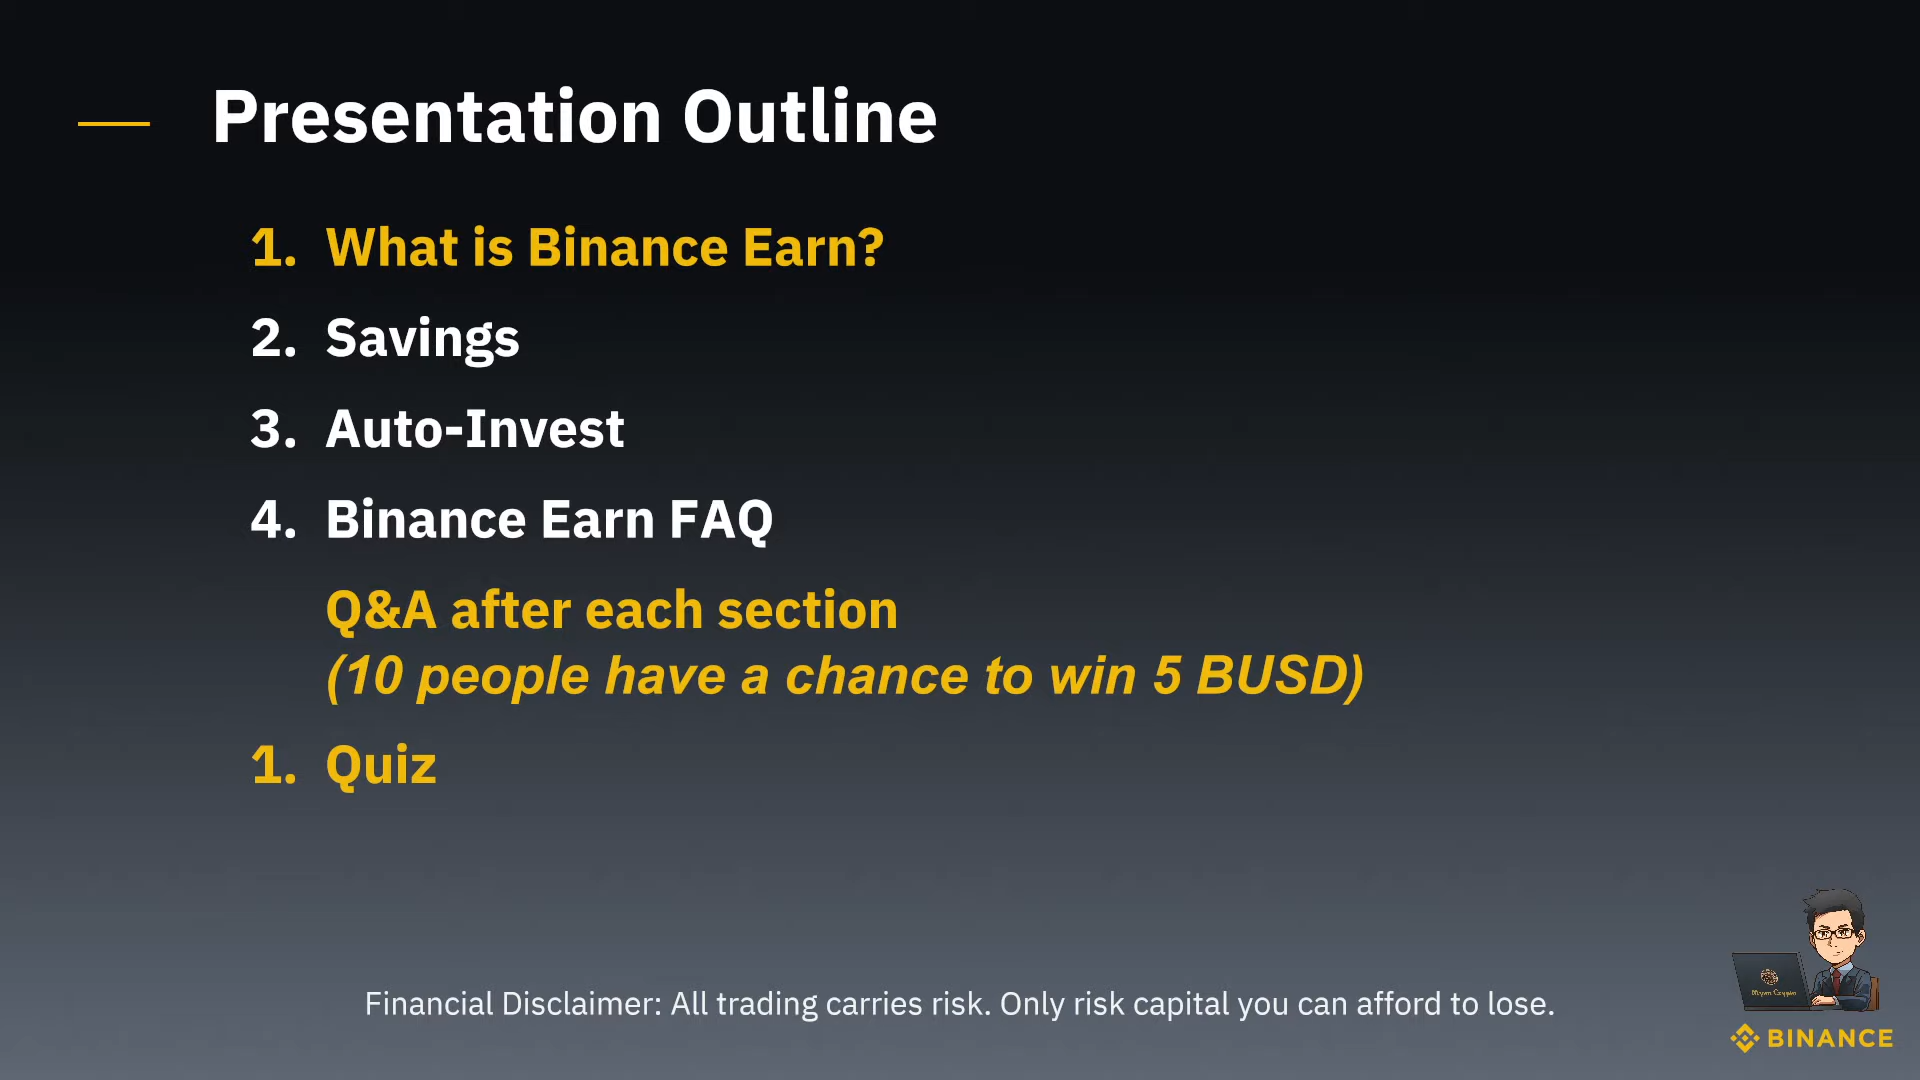 Presentation Outline
1. What is Binance Earn?
2. Savings
3. Auto-Invest
4. Binance Earn FAQ
Q&A after each section
(10 people have a chance to win 5 BUSD)
1. Quiz
Financial Disclaimer: All trading carries risk. Only risk capital you can afford to lose.
BINANCE